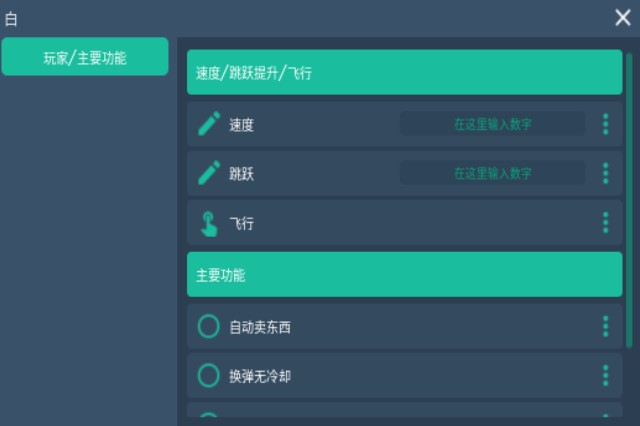 白
玩家/主要功能
速度/跳跃提升/飞行
速度
在这里输入数字
跳跃
在这里输入数字
飞行
主要功能
自动卖东西
换弹无冷却